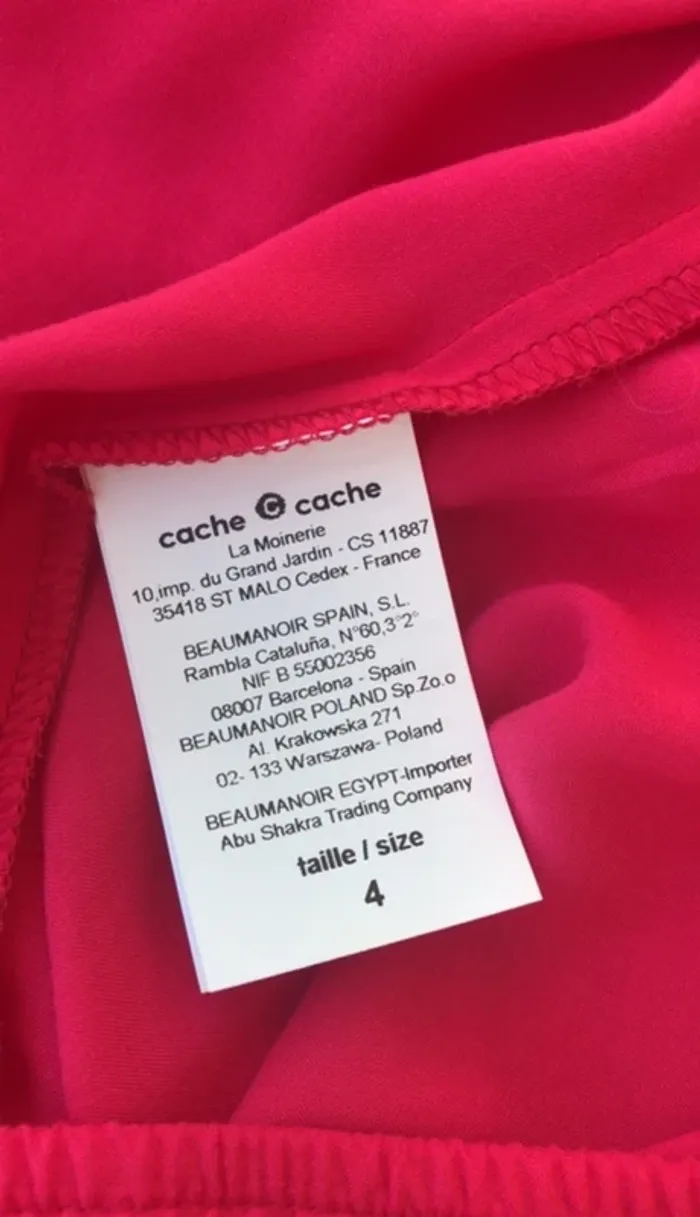 cache C cache
La Moinerie
10,imp. du Grand Jardin - CS 11887
35418 ST MALO Cedex - France
BEAUMANOIR SPAIN, S.L.
Rambla Cataluña, N°60,3°2°
NIF B 55002356
08007 Barcelona - Spain
BEAUMANOIR POLAND Sp.Zo.o
Al. Krakowska 271
02- 133 Warszawa- Poland
BEAUMANOIR EGYPT-Importer
Abu Shakra Trading Company
taille / size
4